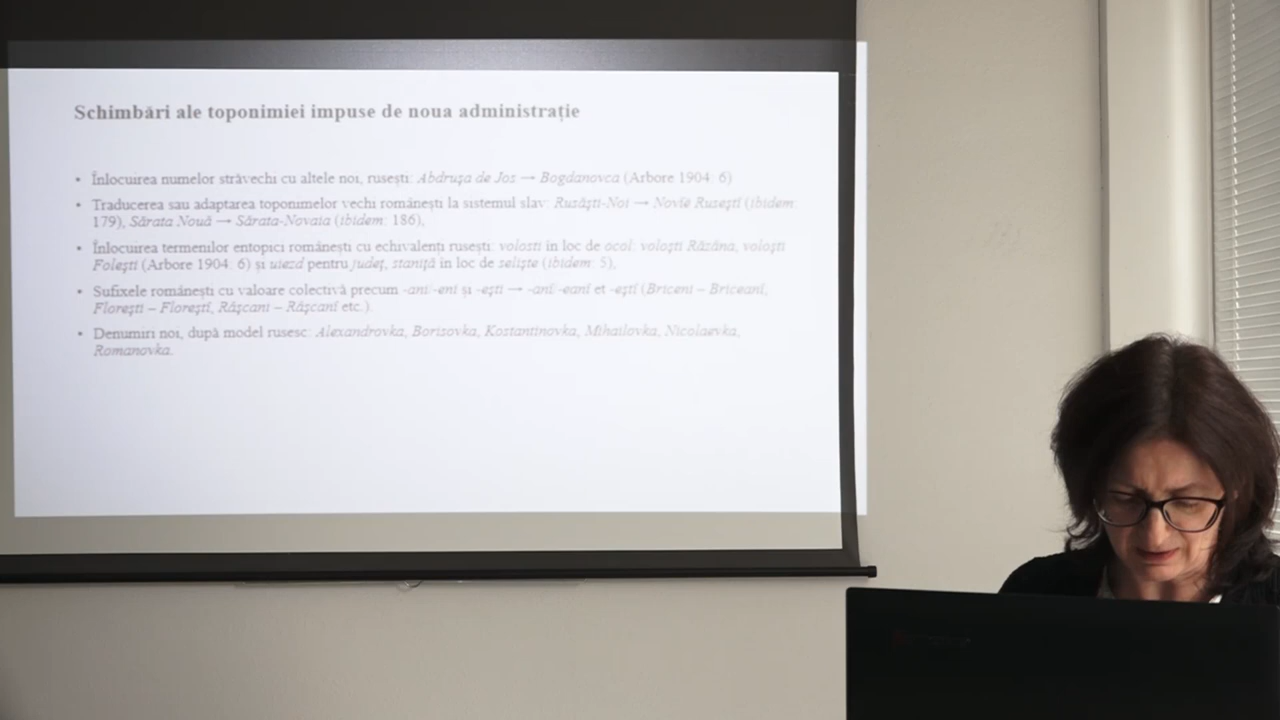 Schimbări ale toponimiei impuse de noua administrație
• Înlocuirea numelor străvechi cu altele noi, rusești: Abdrușa de Jos → Bogdanovca (Arbore 1904: 6)
• Traducerea sau adaptarea toponimelor vechi românești la sistemul slav: Rusăști-Noi → Novîe Rusești (ibidem:
179), Sărata Nouă → Sărata-Novaia (ibidem: 186),
• Înlocuirea termenilor entopici românești cu echivalenți rusești: volosti în loc de ocol: voloști Răzăna, voloști
Folești (Arbore 1904: 6) și uiezd pentru județ, staniță în loc de seliște (ibidem: 5),
• Sufixele românești cu valoare colectivă precum -ani/-eni și -ești → -anî/-eanî et -eștî (Briceni – Briceanî,
Florești – Floreștî, Râșcani – Râșcanî etc.).
• Denumiri noi, după model rusesc: Alexandrovka, Borisovka, Kostantinovka, Mihailovka, Nicolaevka,
Romanovka.